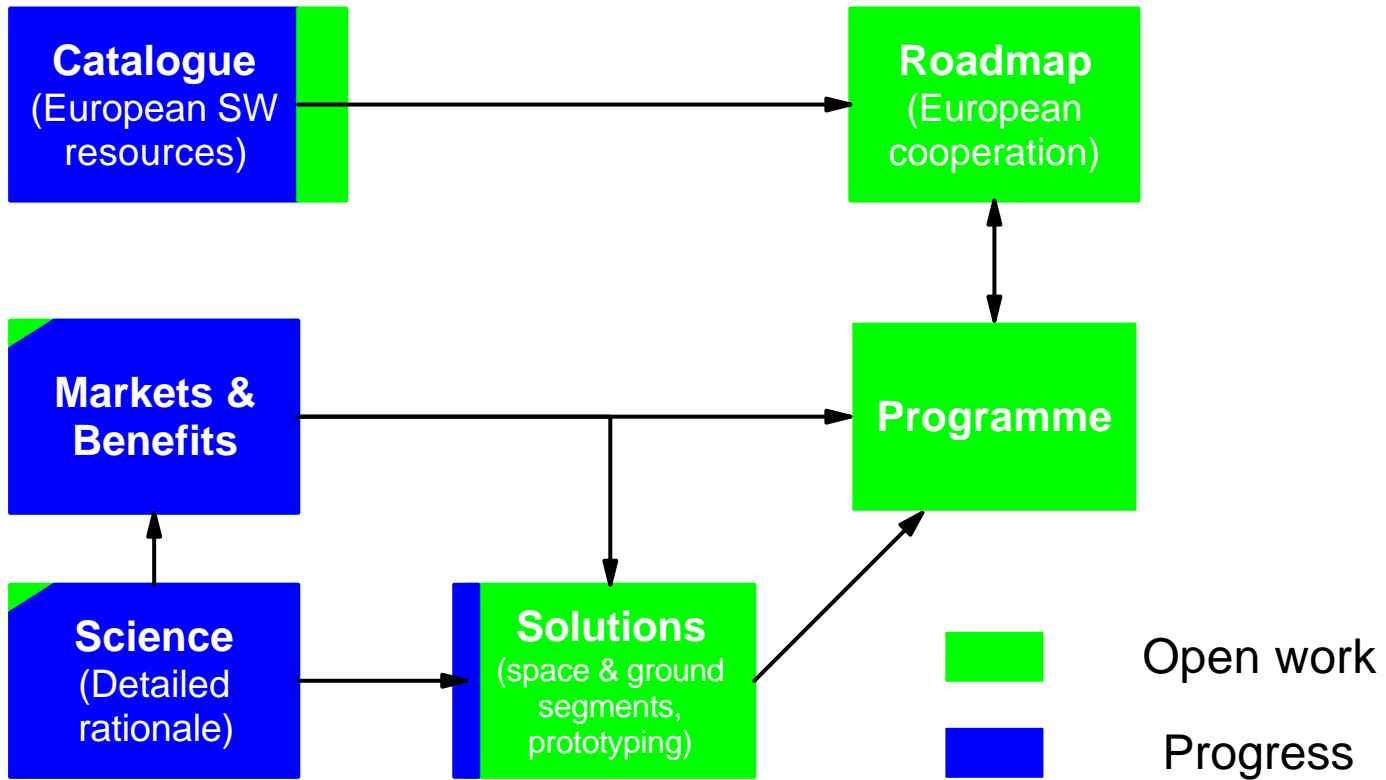 Catalogue
(European SW
resources)
Roadmap
(European
cooperation)
Markets &
Benefits
Programme
Science
(Detailed
rationale)
Solutions
(space & ground
segments,
prototyping)
Open work
Progress